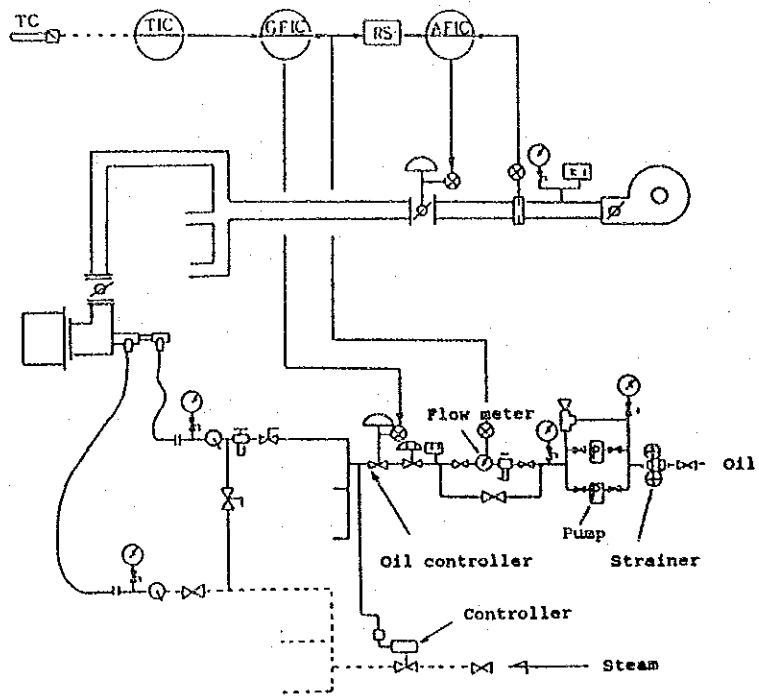 TC
TIC
GFIC
RS
AFIC
Flow meter
Oil
Pump
Strainer
Oil controller
Controller
Steam